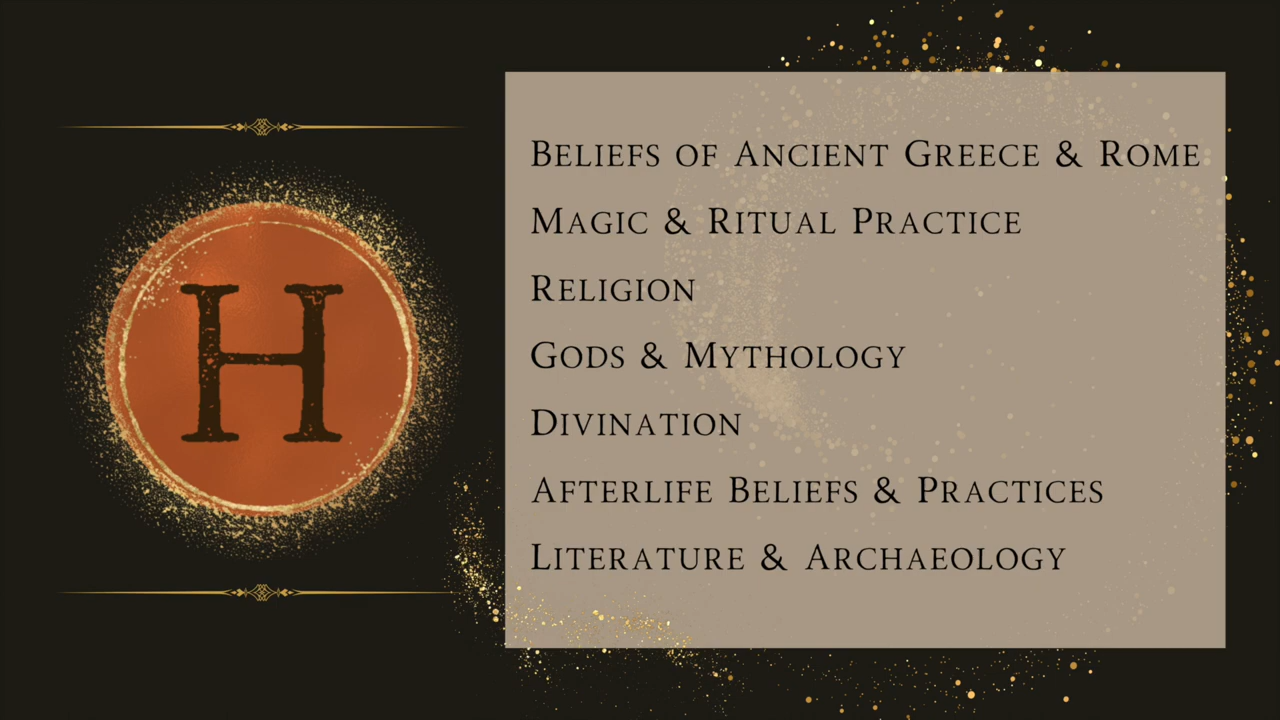 H
Beliefs of Ancient Greece & Rome
Magic & Ritual Practice
Religion
Gods & Mythology
Divination
Afterlife Beliefs & Practices
Literature & Archaeology